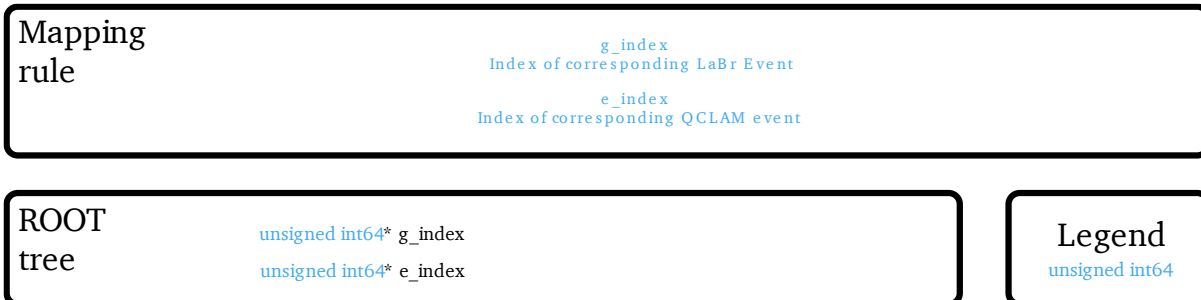 Mapping
rule
g_index
Index of corresponding LaBr Event
e_index
Index of corresponding QCLAM event
ROOT
tree
unsigned int64* g_index
unsigned int64* e_index
Legend
unsigned int64